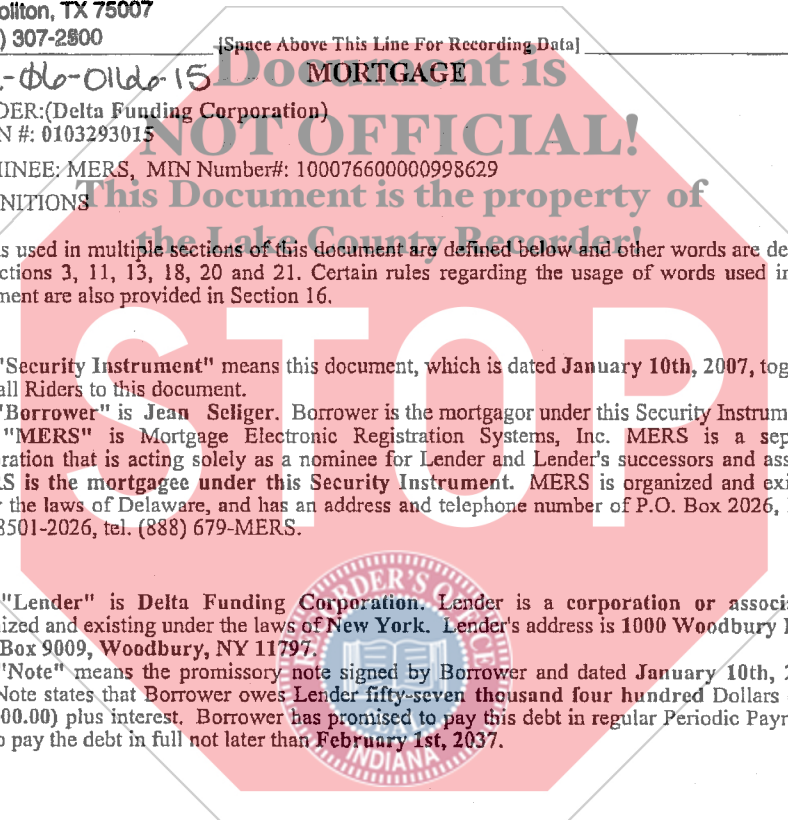 ollton, TX 75007
) 307-2500
[Space Above This Line For Recording Data]
-06-0166-15
MORTGAGE
DER:(Delta Funding Corporation)
N #: 0103293015
INEE: MERS, MIN Number#: 100076600000998629
NITIONS
Document is
NOT OFFICIAL!
This Document is the property of
the Lake County Recorder!
s used in multiple sections of this document are defined below and other words are de
ctions 3, 11, 13, 18, 20 and 21. Certain rules regarding the usage of words used i
ment are also provided in Section 16.
STOP
"Security Instrument" means this document, which is dated January 10th, 2007, tog
all Riders to this document.
"Borrower" is Jean Seliger. Borrower is the mortgagor under this Security Instrum
"MERS" is Mortgage Electronic Registration Systems, Inc. MERS is a sep
ration that is acting solely as a nominee for Lender and Lender's successors and ass
S is the mortgagee under this Security Instrument. MERS is organized and exi
r the laws of Delaware, and has an address and telephone number of P.O. Box 2026,
8501-2026, tel. (888) 679-MERS.
"Lender" is Delta Funding Corporation. Lender is a corporation or associ
ized and existing under the laws of New York. Lender's address is 1000 Woodbury
Box 9009, Woodbury, NY 11797.
"Note" means the promissory note signed by Borrower and dated January 10th, 2
Note states that Borrower owes Lender fifty-seven thousand four hundred Dollars
00.00) plus interest. Borrower has promised to pay this debt in regular Periodic Payn
o pay the debt in full not later than February 1st, 2037.
RECORDER'S OFFICE
INDIANA